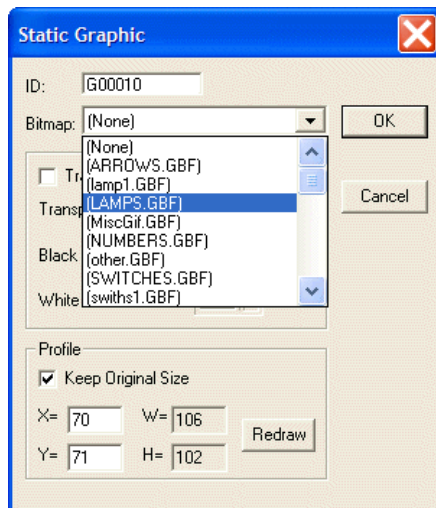 Static Graphic
ID: G00010
Bitmap: (None) OK
(None)
(ARROWS.GBF)
(lamp1.GBF)
(LAMPS.GBF) Cancel
(MiscGif.GBF)
(NUMBERS.GBF)
(other.GBF)
(SWITCHES.GBF)
(swiths1.GBF)
Black
White
Profile
Keep Original Size
X= 70 W= 106
Redraw
Y= 71 H= 102